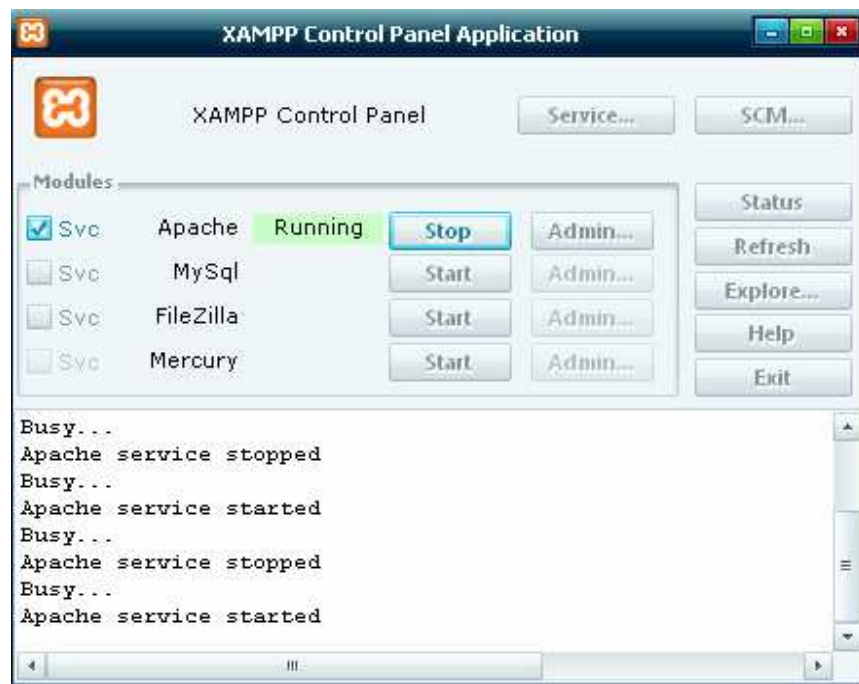 XAMPP Control Panel Application
XAMPP Control Panel Service... SCM...
Modules
Status
Svc Apache Running Stop Admin...
Refresh
Svc MySql Start Admin...
Explore...
Svc FileZilla Start Admin...
Help
Svc Mercury Start Admin...
Exit
Busy...
Apache service stopped
Busy...
Apache service started
Busy...
Apache service stopped
Busy...
Apache service started